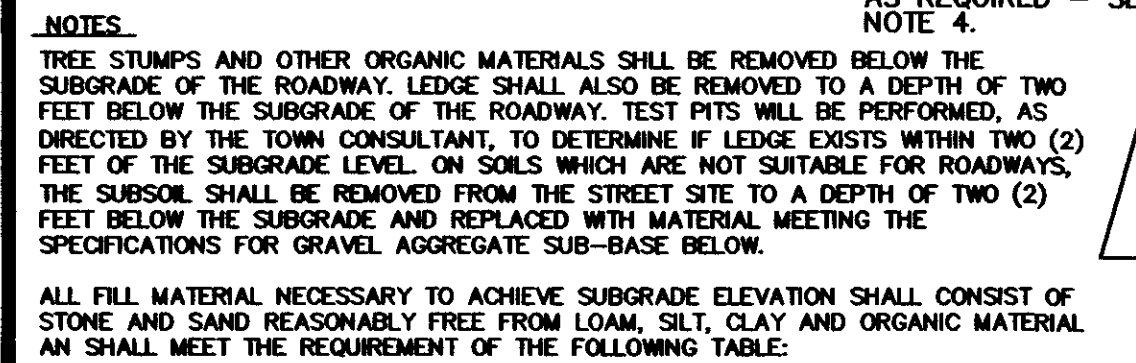 AS REQUIRED – SE
NOTE 4.
NOTES
TREE STUMPS AND OTHER ORGANIC MATERIALS SHLL BE REMOVED BELOW THE
SUBGRADE OF THE ROADWAY. LEDGE SHALL ALSO BE REMOVED TO A DEPTH OF TWO
FEET BELOW THE SUBGRADE OF THE ROADWAY. TEST PITS WILL BE PERFORMED, AS
DIRECTED BY THE TOWN CONSULTANT, TO DETERMINE IF LEDGE EXISTS WITHIN TWO (2)
FEET OF THE SUBGRADE LEVEL. ON SOILS WHICH ARE NOT SUITABLE FOR ROADWAYS,
THE SUBSOIL SHALL BE REMOVED FROM THE STREET SITE TO A DEPTH OF TWO (2)
FEET BELOW THE SUBGRADE AND REPLACED WITH MATERIAL MEETING THE
SPECIFICATIONS FOR GRAVEL AGGREGATE SUB–BASE BELOW.
ALL FILL MATERIAL NECESSARY TO ACHIEVE SUBGRADE ELEVATION SHALL CONSIST OF
STONE AND SAND REASONABLY FREE FROM LOAM, SILT, CLAY AND ORGANIC MATERIAL
AN SHALL MEET THE REQUIREMENT OF THE FOLLOWING TABLE: